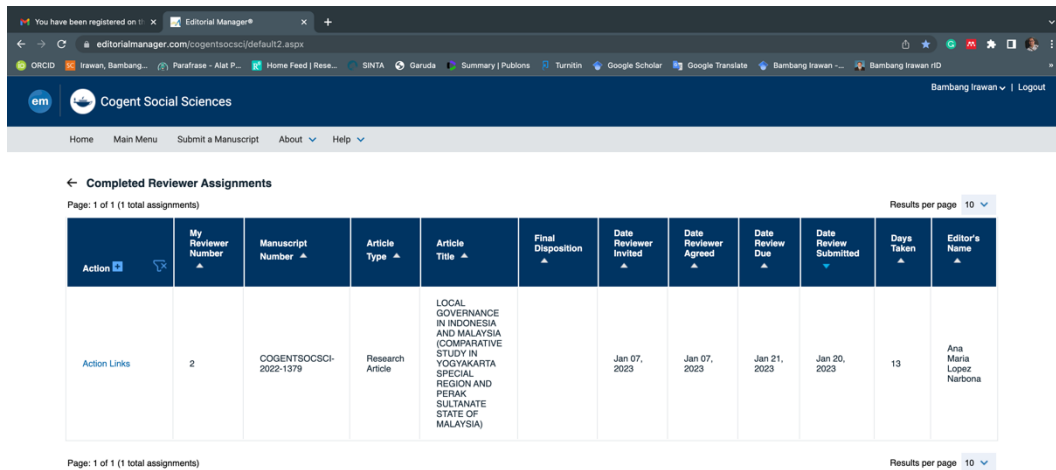 You have been registered on th
Editorial Manager®
editorialmanager.com/cogentsocsci/default2.aspx
ORCID
Irawan, Bambang...
Parafrase - Alat P...
Home Feed | Rese...
SINTA
Garuda
Summary | Publons
Turnitin
Google Scholar
Google Translate
Bambang Irawan -...
Bambang Irawan rID
»
em
Cogent Social Sciences
Bambang Irawan | Logout
Home Main Menu Submit a Manuscript About Help
← Completed Reviewer Assignments
Page: 1 of 1 (1 total assignments)
Results per page 10
Action
My
Reviewer
Number
Manuscript
Number
Article
Type
Article
Title
Final
Disposition
Date
Reviewer
Invited
Date
Reviewer
Agreed
Date
Review
Due
Date
Review
Submitted
Days
Taken
Editor's
Name
Action Links
2
COGENTSOCSCI-
2022-1379
Research
Article
LOCAL
GOVERNANCE
IN INDONESIA
AND MALAYSIA
(COMPARATIVE
STUDY IN
YOGYAKARTA
SPECIAL
REGION AND
PERAK
SULTANATE
STATE OF
MALAYSIA)
Jan 07,
2023
Jan 07,
2023
Jan 21,
2023
Jan 20,
2023
13
Ana
Maria
Lopez
Narbona
Page: 1 of 1 (1 total assignments)
Results per page 10